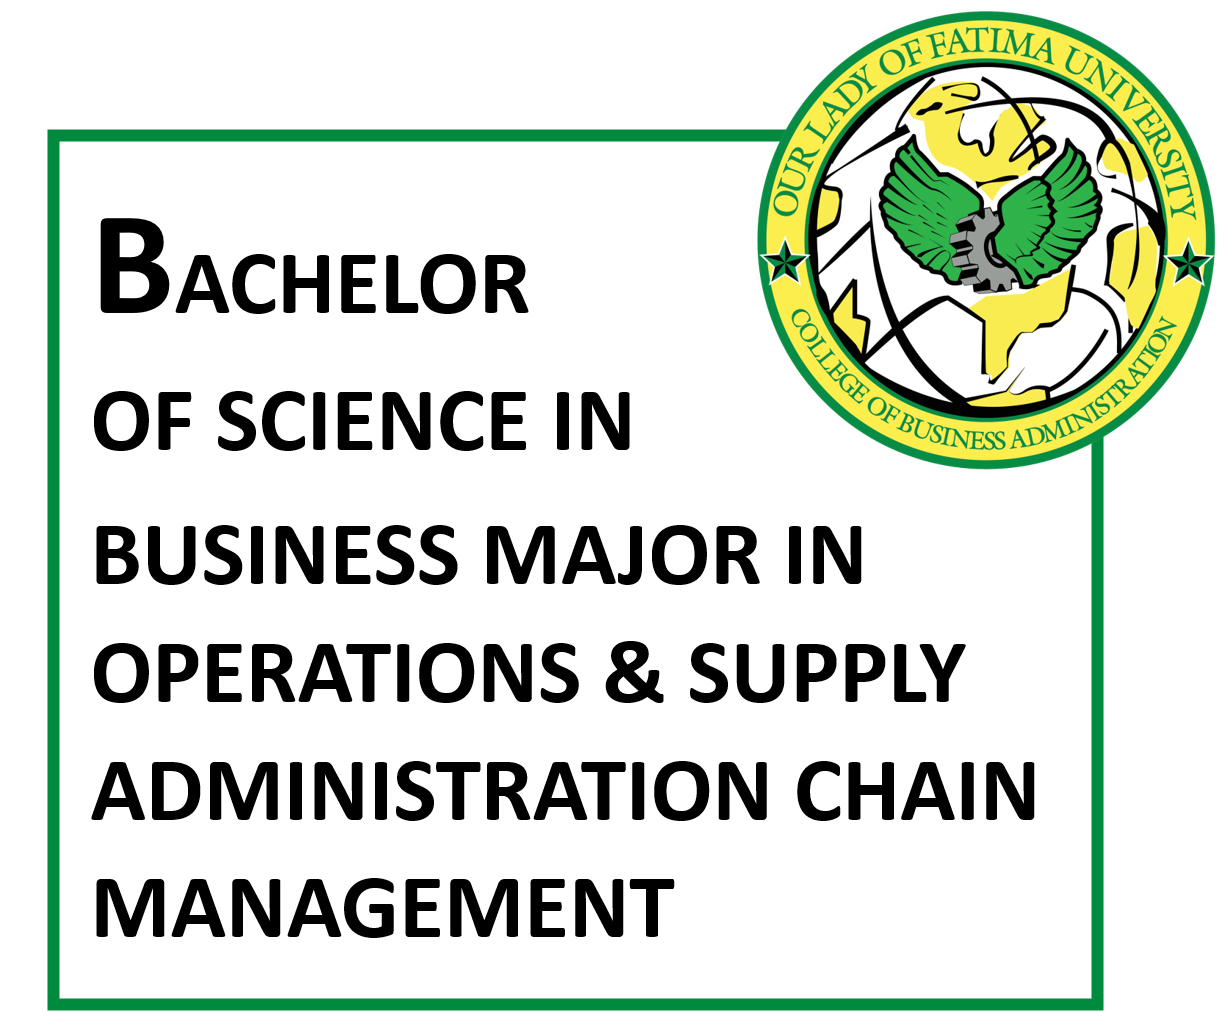 OUR LADY OF FATIMA UNIVERSITY
COLLEGE OF BUSINESS ADMINISTRATION
BACHELOR
OF SCIENCE IN
BUSINESS MAJOR IN
OPERATIONS & SUPPLY
ADMINISTRATION CHAIN
MANAGEMENT